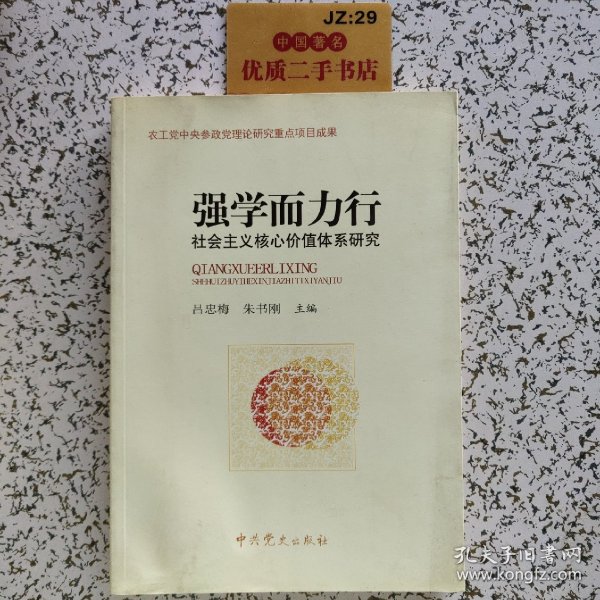 JZ:29
中国著名
优质二手书店
农工党中央参政党理论研究重点项目成果
强学而力行
社会主义核心价值体系研究
QIANGXUEERLIXING
SHEHUIZHUYIHEXINJIAZHITIXIYANJIU
吕忠梅 朱书刚 主编
中共党史出版社
孔夫子旧书网
www.kongfz.com